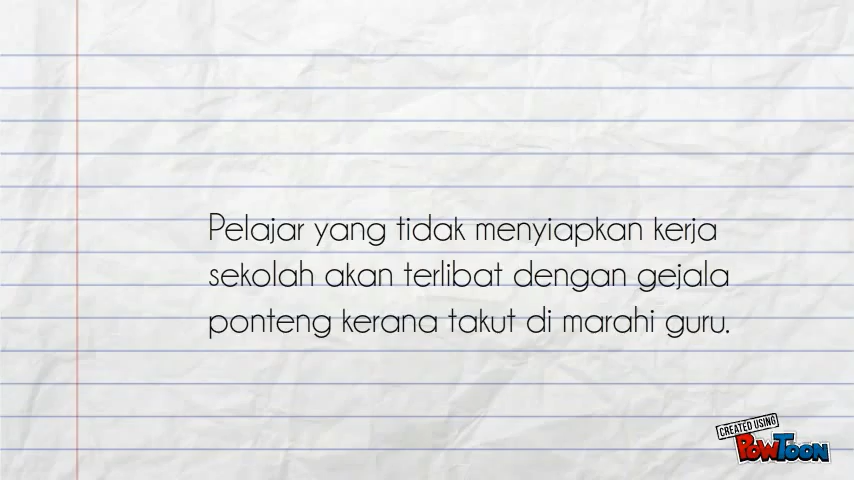 Pelajar yang tidak menyiapkan kerja
sekolah akan terlibat dengan gejala
ponteng kerana takut di marahi guru.
CREATED USING
POWTOON